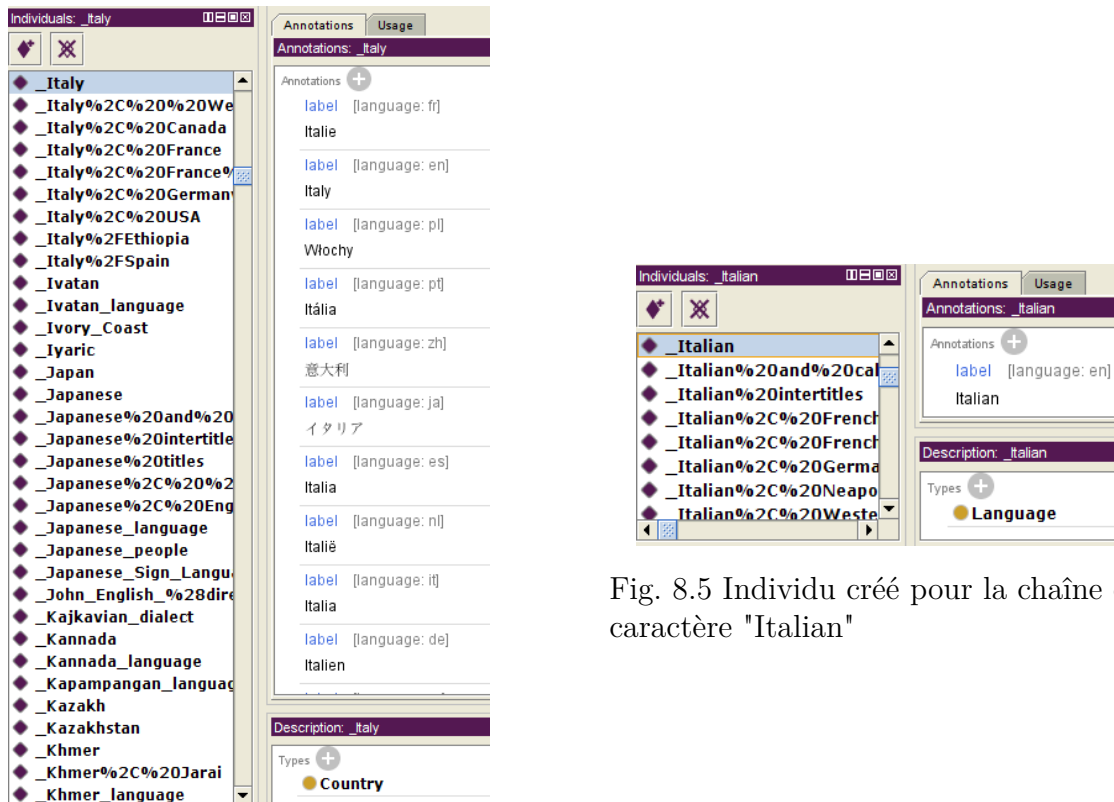 Individuals: _Italy
_Italy
_Italy%2C%20%20We
_Italy%2C%20Canada
_Italy%2C%20France
_Italy%2C%20France%
_Italy%2C%20German
_Italy%2C%20USA
_Italy%2FEthiopia
_Italy%2FSpain
_Ivatan
_Ivatan_language
_Ivory_Coast
_Iyaric
_Japan
_Japanese
_Japanese%20and%20
_Japanese%20intertitle
_Japanese%20titles
_Japanese%2C%20%2
_Japanese%2C%20Eng
_Japanese_language
_Japanese_people
_Japanese_Sign_Langu
_John_English_%28dire
_Kajkavian_dialect
_Kannada
_Kannada_language
_Kapampangan_languag
_Kazakh
_Kazakhstan
_Khmer
_Khmer%2C%20Jarai
_Khmer_language
Annotations Usage
Annotations: _Italy
Annotations
label [language: fr]
Italie
label [language: en]
Italy
label [language: pl]
Włochy
label [language: pt]
Itália
label [language: zh]
意大利
label [language: ja]
イタリア
label [language: es]
Italia
label [language: nl]
Italië
label [language: it]
Italia
label [language: de]
Italien
Description: _Italy
Types
Country
Individuals: _Italian
_Italian
_Italian%20and%20cal
_Italian%20intertitles
_Italian%2C%20French
_Italian%2C%20French
_Italian%2C%20Germa
_Italian%2C%20Neapo
_Italian%2C%20Weste
Annotations Usage
Annotations: _Italian
Annotations
label [language: en]
Italian
Description: _Italian
Types
Language
Fig. 8.5 Individu créé pour la chaîne
caractère "Italian"